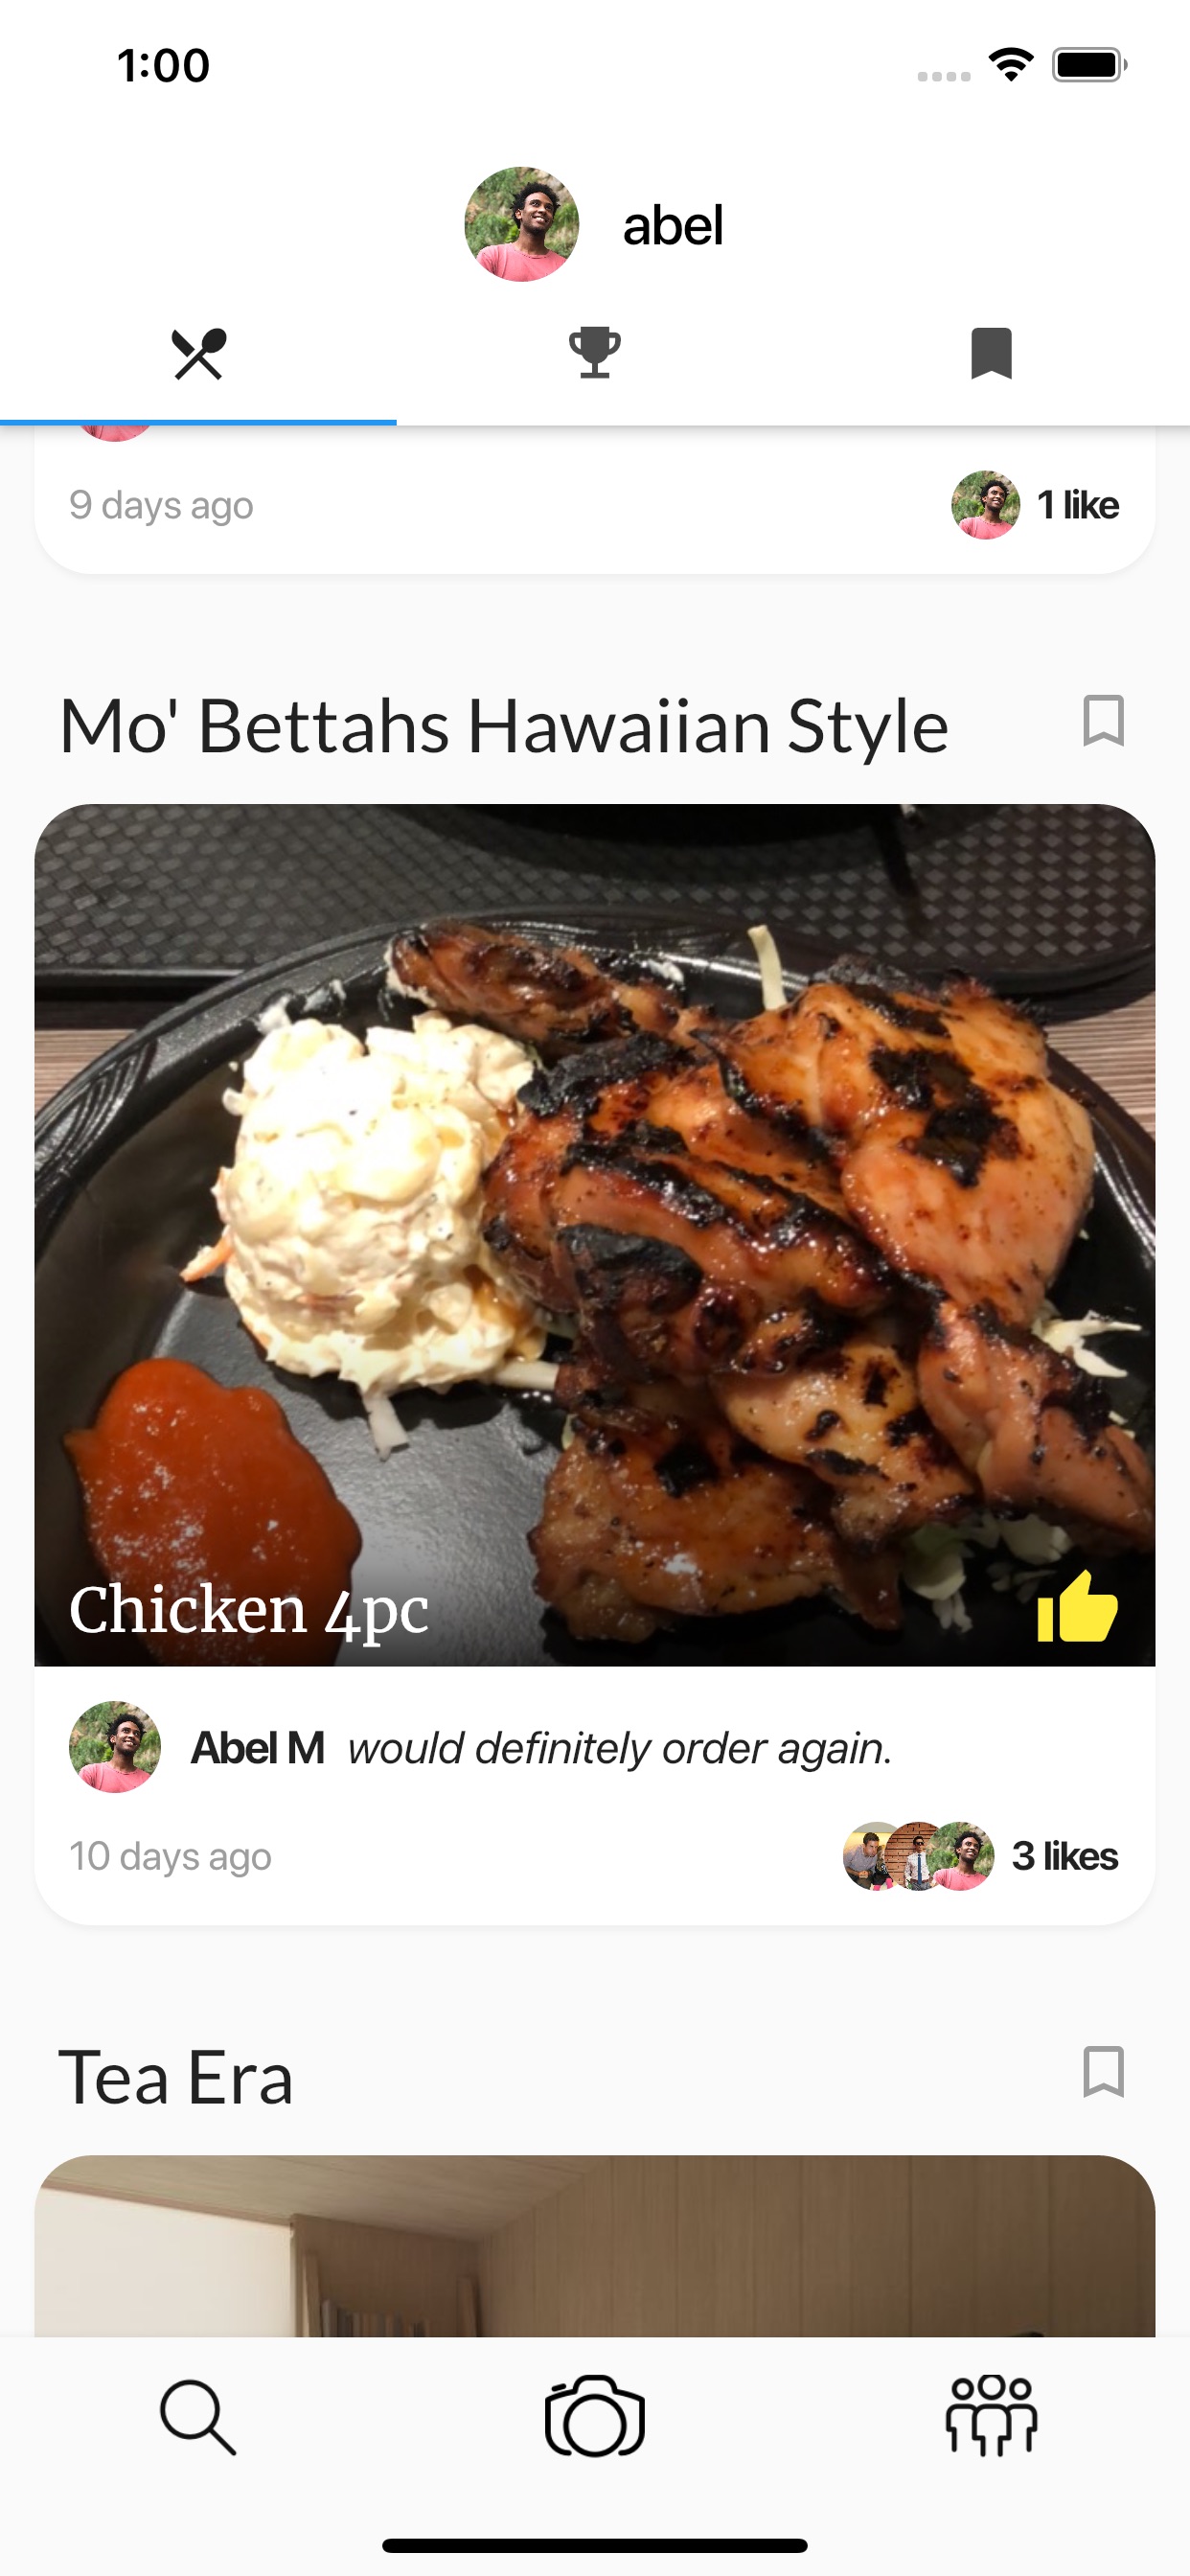 1:00
abel
9 days ago
1 like
Mo' Bettahs Hawaiian Style
Chicken 4pc
Abel M would definitely order again.
10 days ago
3 likes
Tea Era